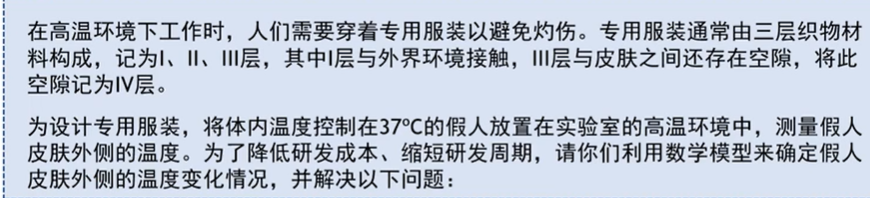 在高温环境下工作时，人们需要穿着专用服装以避免灼伤。专用服装通常由三层织物材
料构成，记为I、II、III层，其中I层与外界环境接触，III层与皮肤之间还存在空隙，将此
空隙记为IV层。
为设计专用服装，将体内温度控制在37ºC的假人放置在实验室的高温环境中，测量假人
皮肤外侧的温度。为了降低研发成本、缩短研发周期，请你们利用数学模型来确定假人
皮肤外侧的温度变化情况，并解决以下问题：